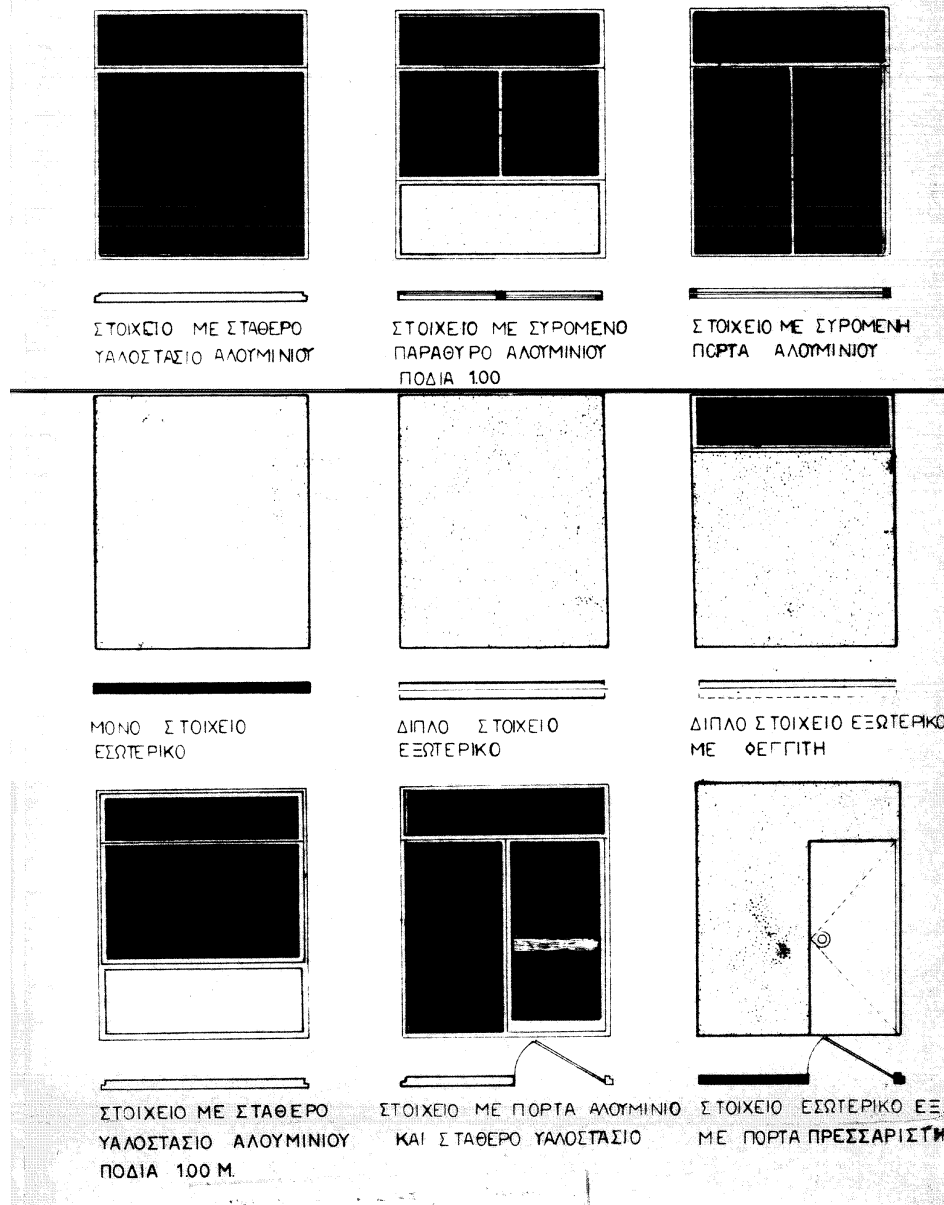 ΣΤΟΙΧΕΙΟ ΜΕ ΣΤΑΘΕΡΟ
ΥΑΛΟΣΤΑΣΙΟ ΑΛΟΥΜΙΝΙΟΥ
ΣΤΟΙΧΕΙΟ ΜΕ ΣΥΡΟΜΕΝΟ
ΠΑΡΑΘΥΡΟ ΑΛΟΥΜΙΝΙΟΥ
ΠΟΔΙΑ 1.00
ΣΤΟΙΧΕΙΟ ΜΕ ΣΥΡΟΜΕΝΗ
ΠΟΡΤΑ ΑΛΟΥΜΙΝΙΟΥ
ΜΟΝΟ ΣΤΟΙΧΕΙΟ
ΕΣΩΤΕΡΙΚΟ
ΔΙΠΛΟ ΣΤΟΙΧΕΙΟ
ΕΞΩΤΕΡΙΚΟ
ΔΙΠΛΟ ΣΤΟΙΧΕΙΟ ΕΞΩΤΕΡΙΚΟ
ΜΕ ΦΕΓΓΙΤΗ
ΣΤΟΙΧΕΙΟ ΜΕ ΣΤΑΘΕΡΟ
ΥΑΛΟΣΤΑΣΙΟ ΑΛΟΥΜΙΝΙΟΥ
ΠΟΔΙΑ 1.00 Μ.
ΣΤΟΙΧΕΙΟ ΜΕ ΠΟΡΤΑ ΑΛΟΥΜΙΝΙΟ
ΚΑΙ ΣΤΑΘΕΡΟ ΥΑΛΟΣΤΑΣΙΟ
ΣΤΟΙΧΕΙΟ ΕΣΩΤΕΡΙΚΟ ΕΞ
ΜΕ ΠΟΡΤΑ ΠΡΕΣΣΑΡΙΣΤΗ